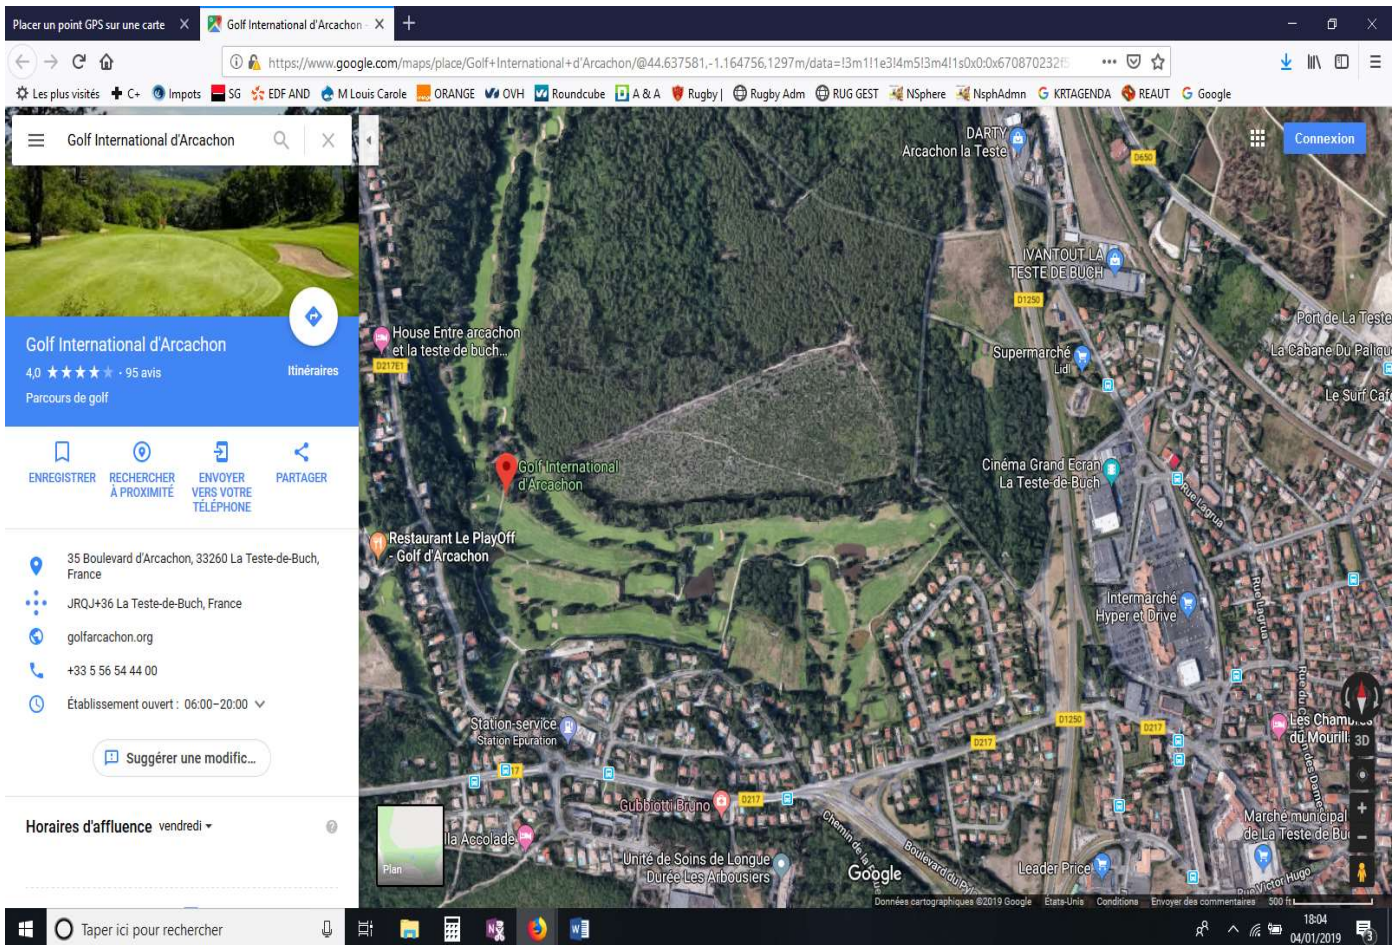 Placer un point GPS sur une carte
Golf International d'Arcachon -
https://www.google.com/maps/place/Golf+International+d'Arcachon/@44.637581,-1.164756,1297m/data=!3m1!1e3!4m5!3m4!1s0x0:0x670870232f5
Les plus visités C+ Impots SG EDF AND M Louis Carole ORANGE OVH Roundcube A & A Rugby | Rugby Adm RUG GEST NSphere NsphAdmn KRTAGENDA REAUT Google
Golf International d'Arcachon
Golf International d'Arcachon
4,0 · 95 avis
Itinéraires
Parcours de golf
ENREGISTRER
RECHERCHER
À PROXIMITÉ
ENVOYER
VERS VOTRE
TÉLÉPHONE
PARTAGER
35 Boulevard d'Arcachon, 33260 La Teste-de-Buch,
France
JRQJ+36 La Teste-de-Buch, France
golfarcachon.org
+33 5 56 54 44 00
Établissement ouvert : 06:00–20:00
Suggérer une modific...
Horaires d'affluence vendredi
DARTY
Arcachon la Teste
D650
Connexion
IVANTOUT LA
TESTE DE BUCH
D1250
Port de La Teste
La Cabane Du Paliqu
House Entre arcachon
et la teste de buch...
D217E1
Supermarché
Lidl
Le Surf Caf
Golf International
d'Arcachon
Cinéma Grand Ecran
La Teste-de-Buch
Rue Lagrua
Restaurant Le PlayOff
- Golf d'Arcachon
Intermarché
Hyper et Drive
Rue Lagrua
Station-service
Station Epuration
D1250
D217
D217
Les Cham
du Mourill
3D
17
Gubbiotti Bruno
D217
lla Accolade
Chemin de la
Boulevard du
Marché municipal
de La Teste de Bu
Unité de Soins de Longue
Durée Les Arbousiers
Leader Price
Rue Victor Hugo
Plan
Google
Données cartographiques ©2019 Google États-Unis Conditions Envoyer des commentaires 500 ft
Taper ici pour rechercher
18:04
04/01/2019
3